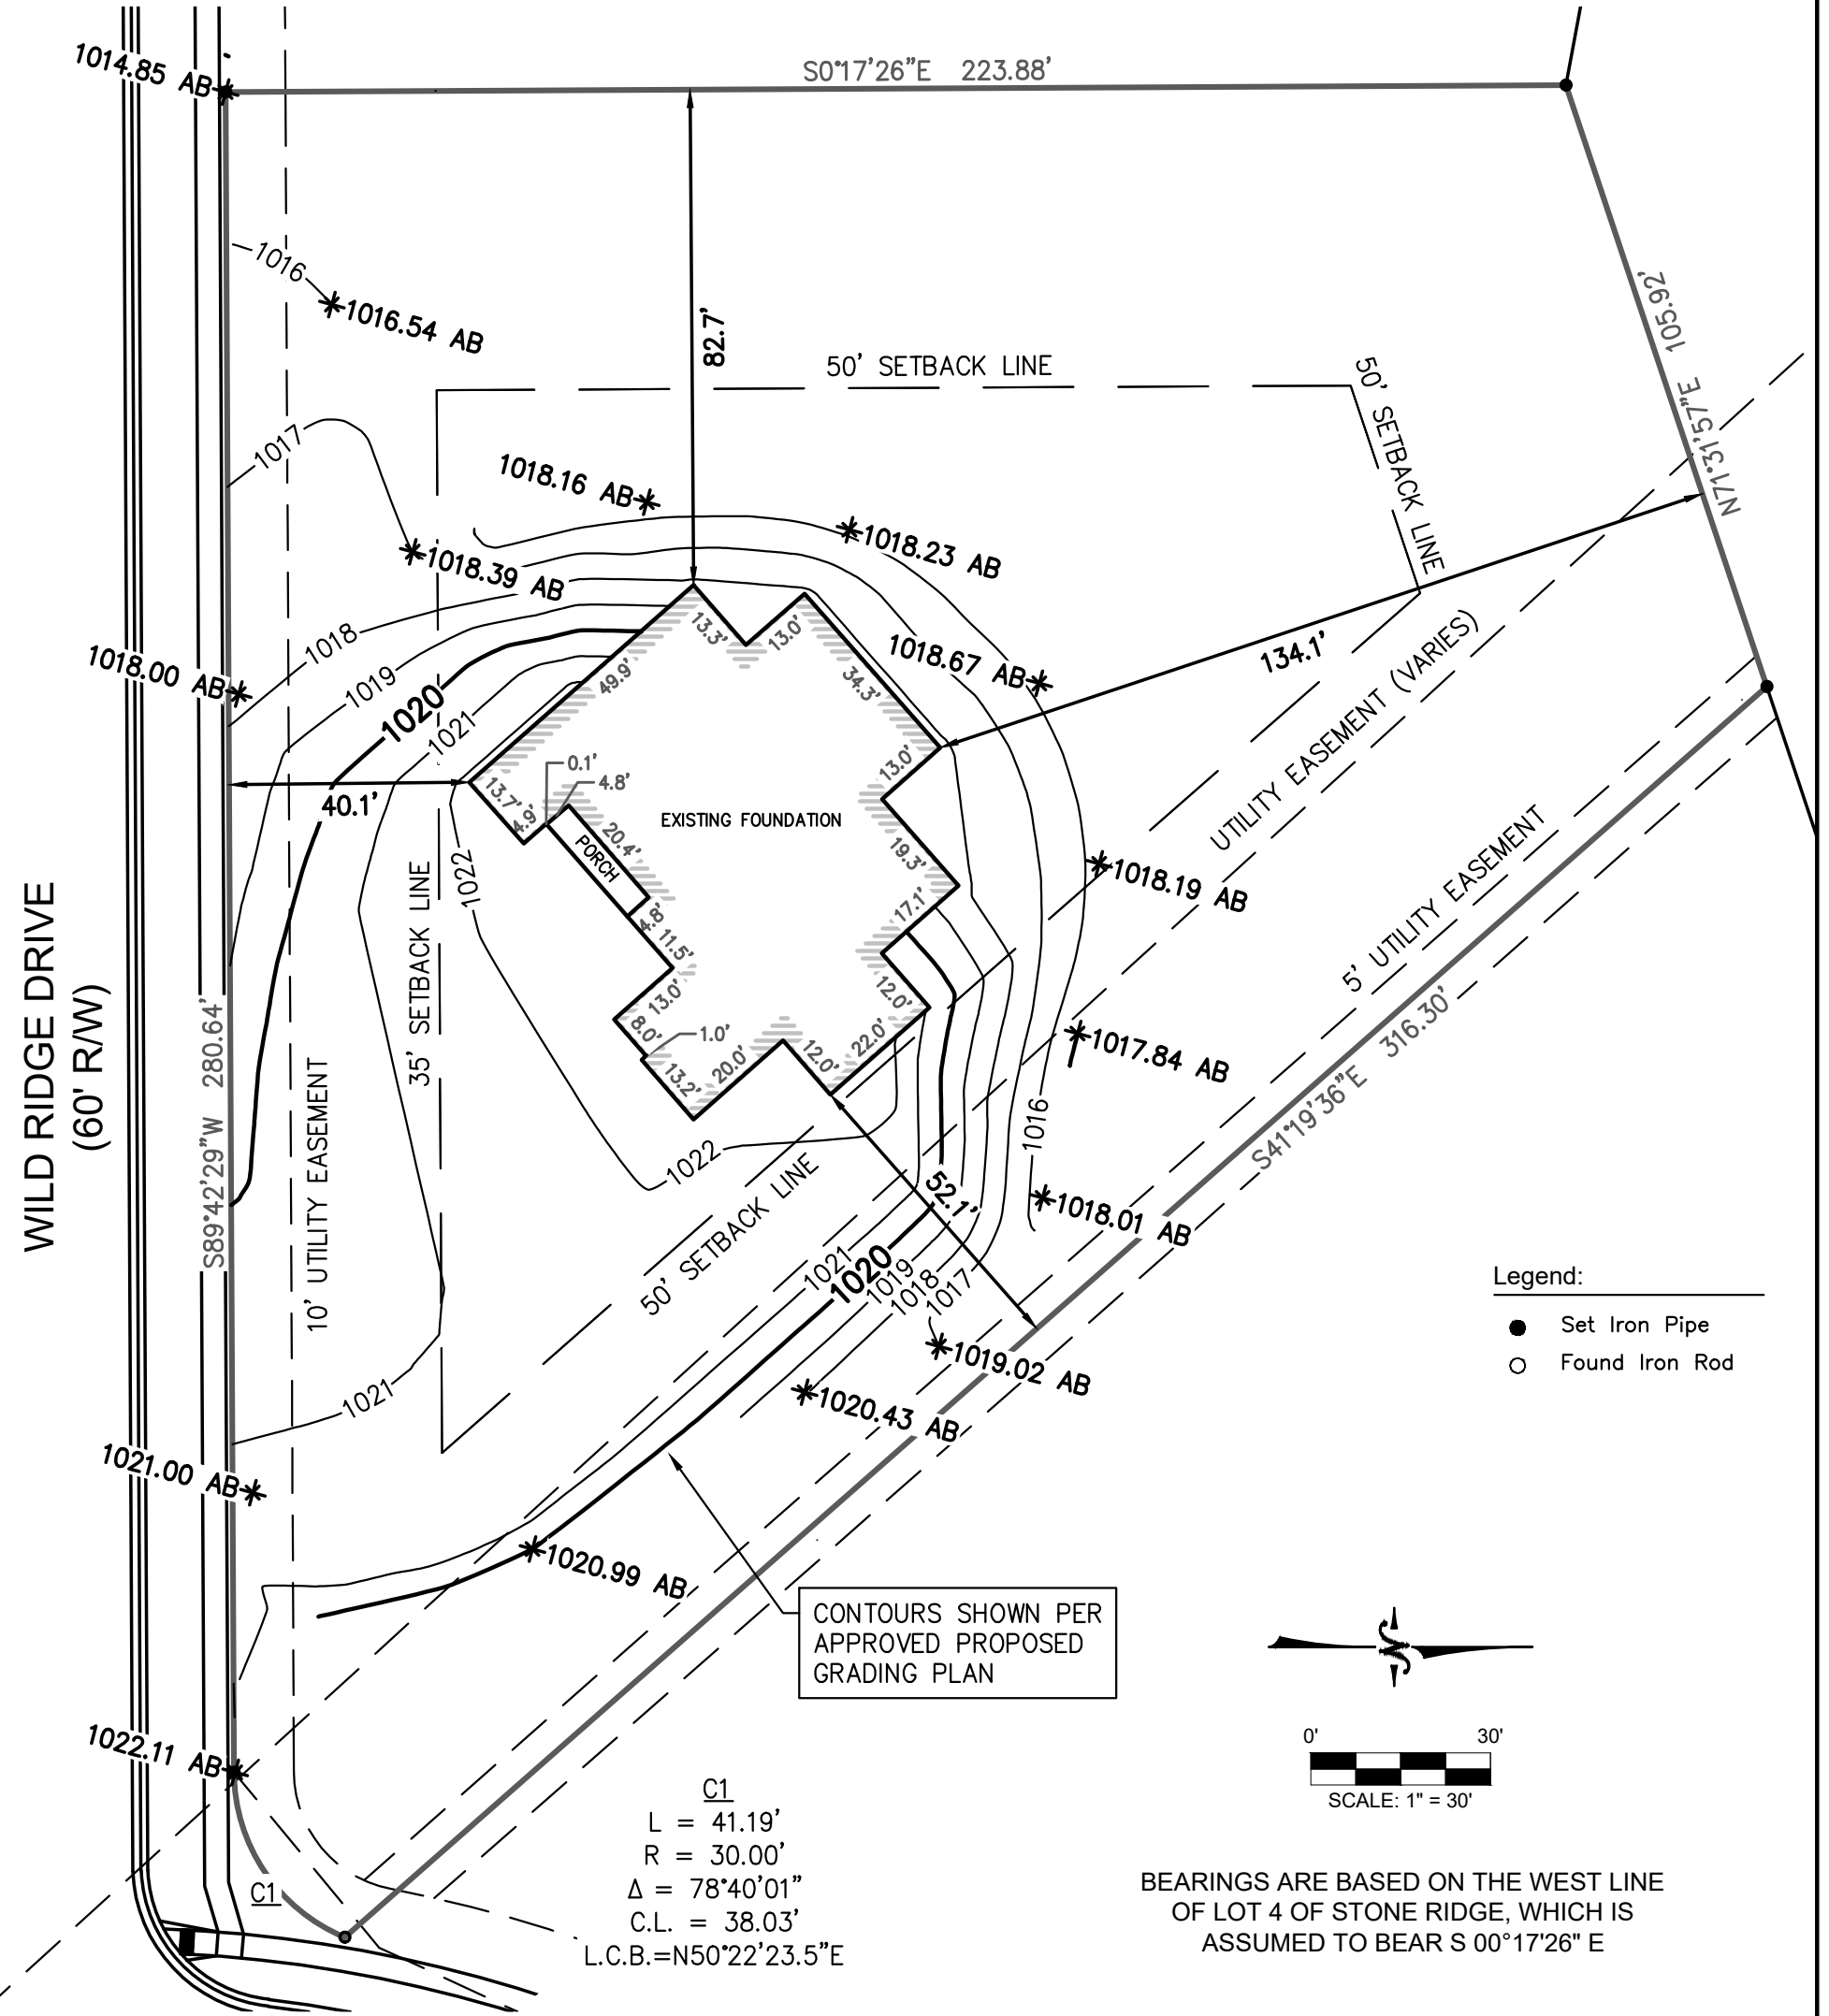 1014.85 AB
S0°17'26"E 223.88'
1016
1016.54 AB
82.7'
50' SETBACK LINE
50' SETBACK LINE
105.92'
N71°31'57"E
1017
1018.16 AB
1018.39 AB
1018.23 AB
1018
1018.00 AB
1019
1020
1021
49.9'
13.3'
13.0'
34.3'
1018.67 AB
134.1'
UTILITY EASEMENT (VARIES)
40.1'
13.7'
4.9'
0.1'
4.8'
20.4'
PORCH
EXISTING FOUNDATION
13.0'
19.3'
17.1'
1018.19 AB
1022
35' SETBACK LINE
4.8'
11.5'
13.0'
8.0'
1.0'
13.2'
20.0'
12.0'
22.0'
12.0'
1017.84 AB
5' UTILITY EASEMENT
S41°19'36"E 316.30'
WILD RIDGE DRIVE
(60' R/W)
S89°42'29"W 280.64'
10' UTILITY EASEMENT
1016
1022
50' SETBACK LINE
52.1'
1018.01 AB
1021
1020
1019
1018
1017
1019.02 AB
1020.43 AB
1021
1021.00 AB
1020.99 AB
Legend:
Set Iron Pipe
Found Iron Rod
CONTOURS SHOWN PER
APPROVED PROPOSED
GRADING PLAN
N
0' 30'
SCALE: 1" = 30'
1022.11 AB
C1
C1
L = 41.19'
R = 30.00'
Δ = 78°40'01"
C.L. = 38.03'
L.C.B.=N50°22'23.5"E
BEARINGS ARE BASED ON THE WEST LINE
OF LOT 4 OF STONE RIDGE, WHICH IS
ASSUMED TO BEAR S 00°17'26" E